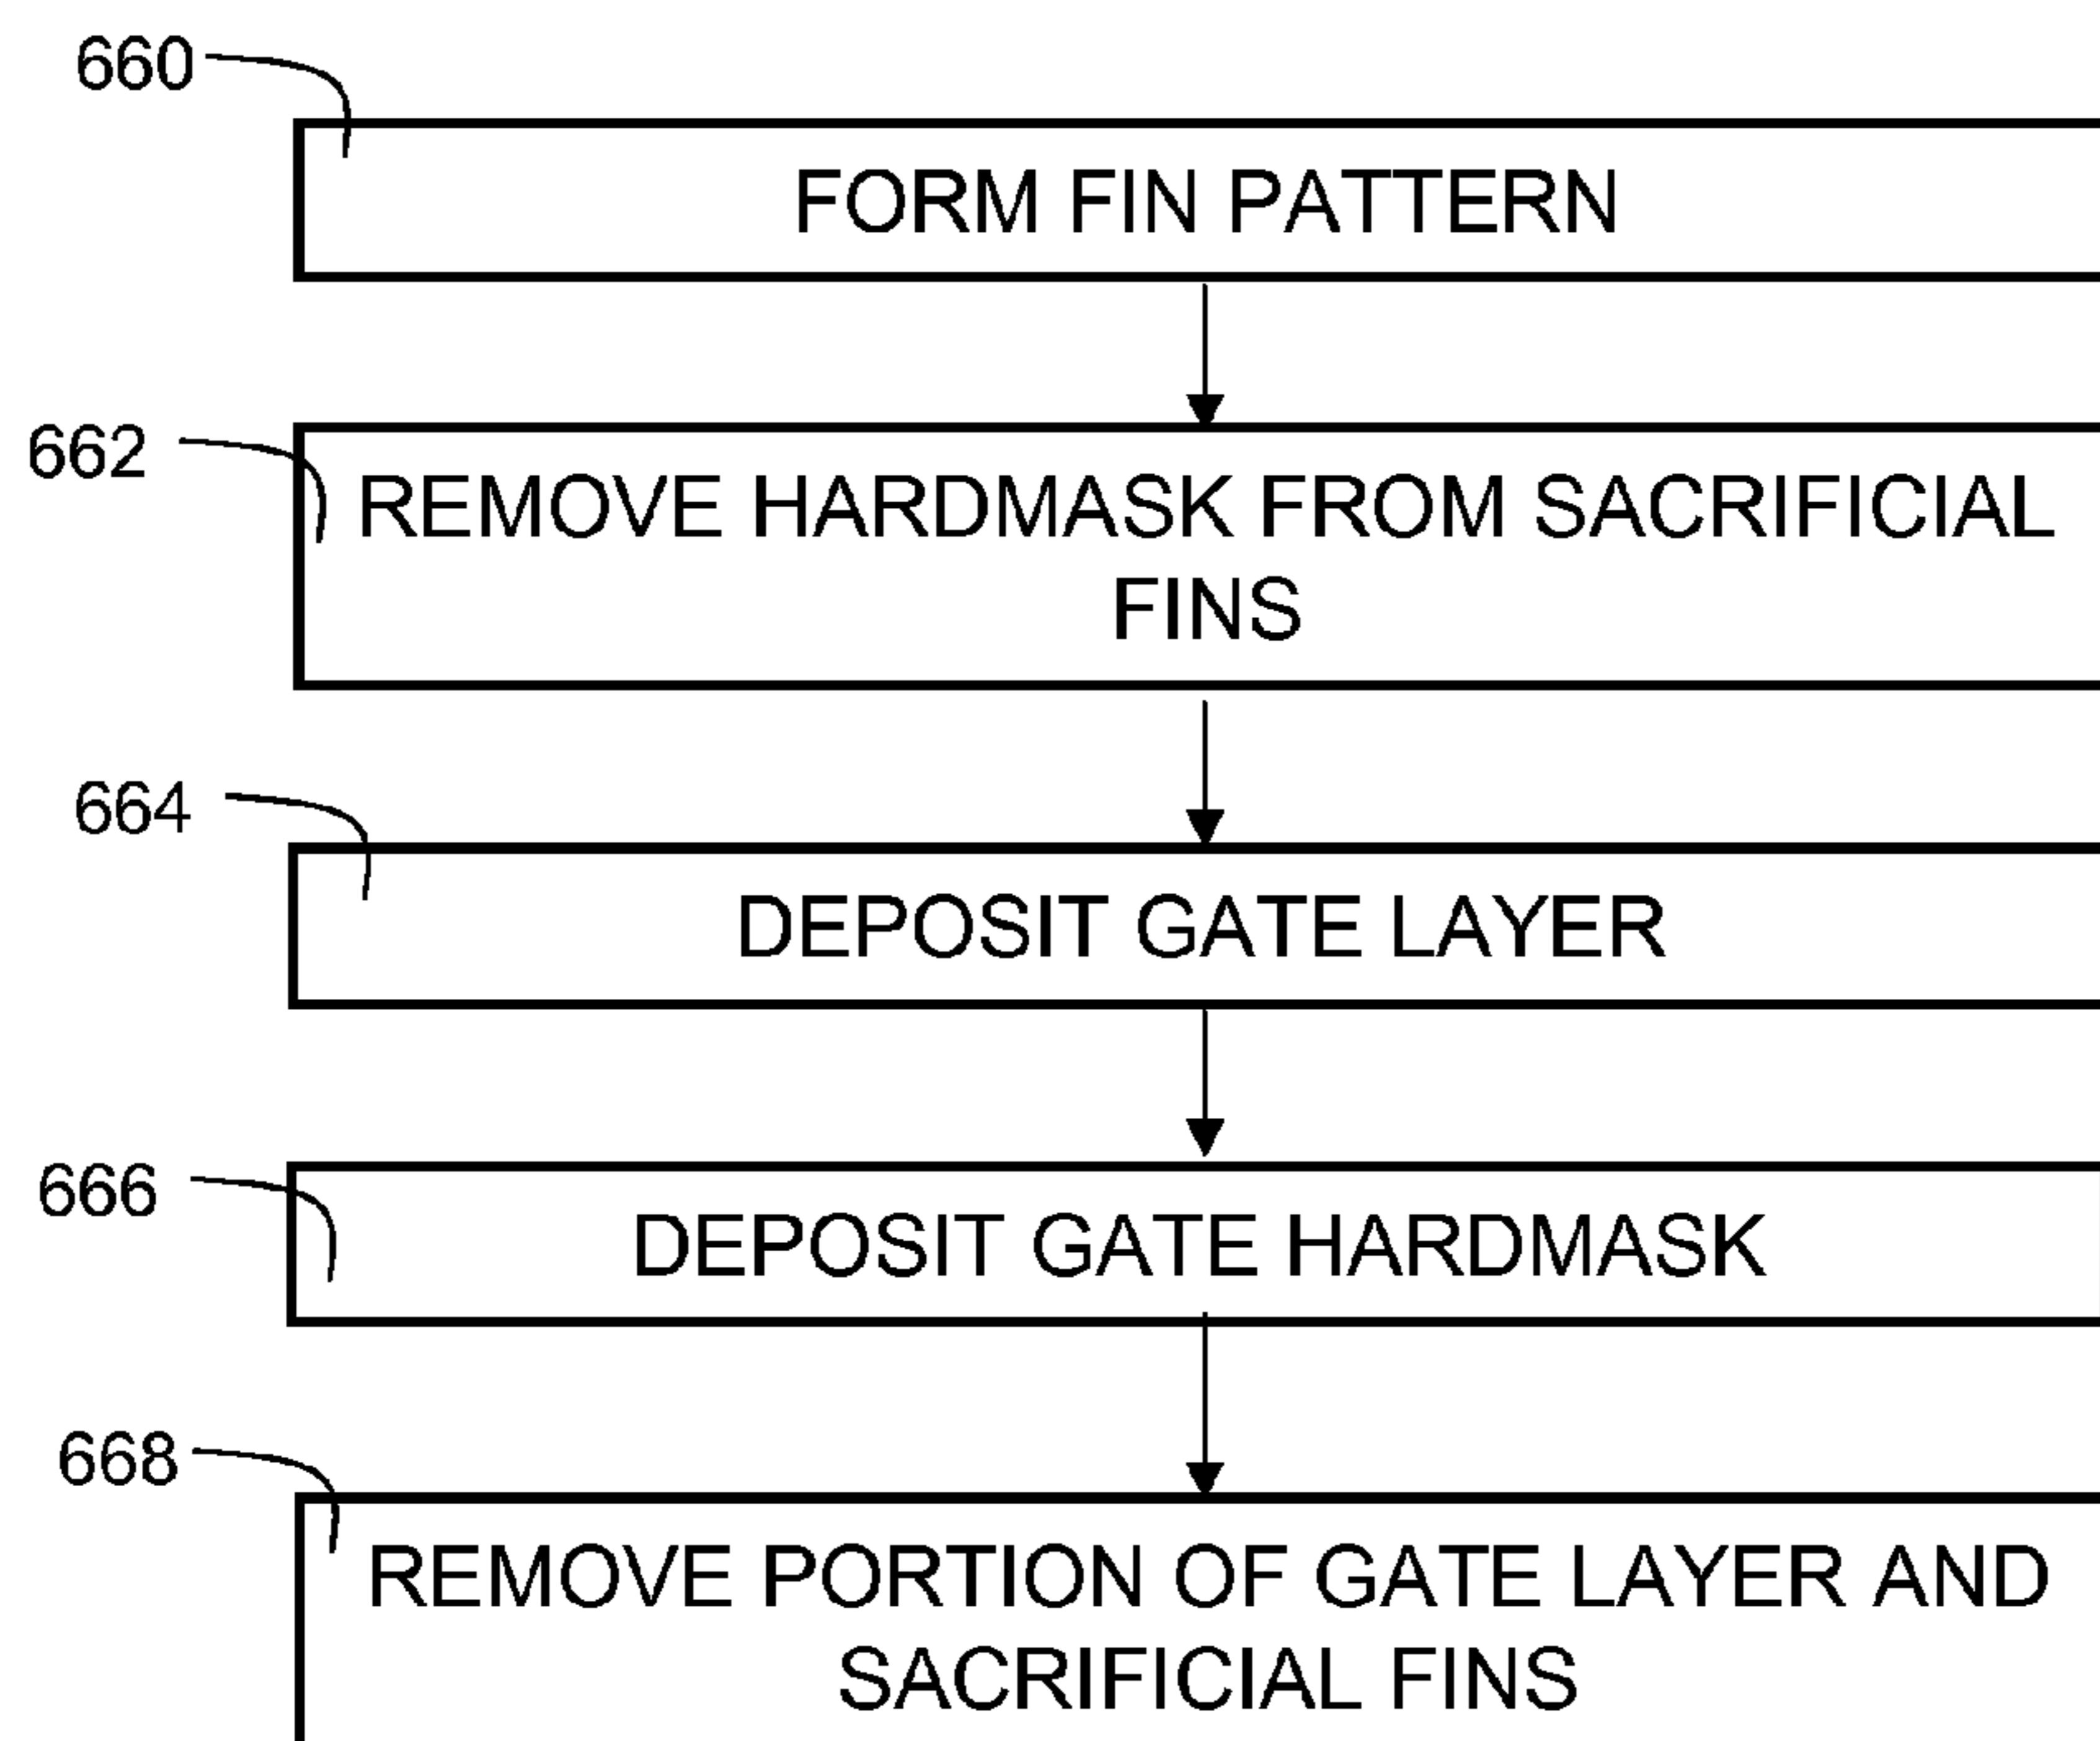 660
FORM FIN PATTERN
662
REMOVE HARDMASK FROM SACRIFICIAL
FINS
664
DEPOSIT GATE LAYER
666
DEPOSIT GATE HARDMASK
668
REMOVE PORTION OF GATE LAYER AND
SACRIFICIAL FINS